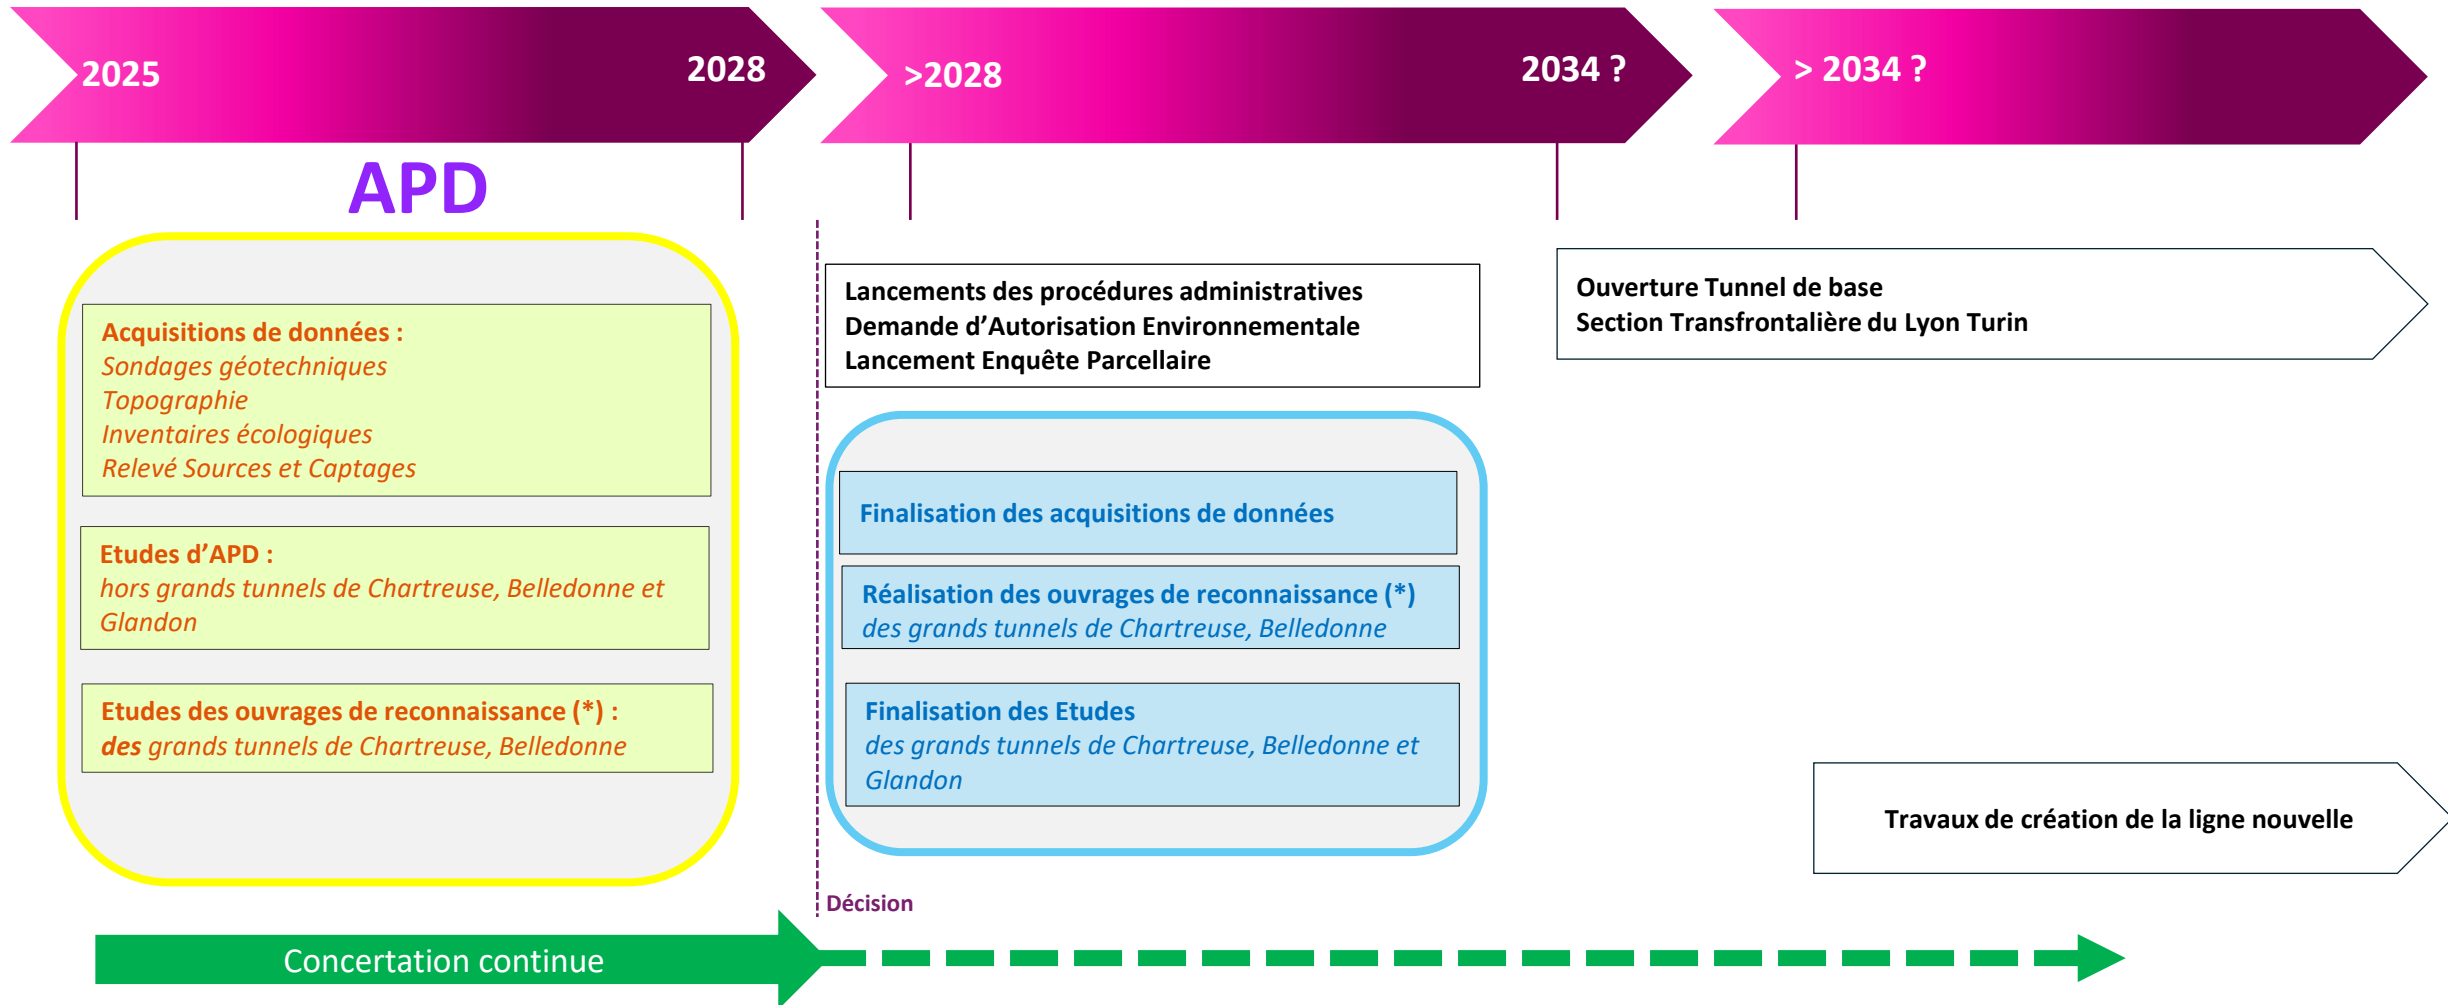 2025
2028
>2028
2034 ?
> 2034 ?
APD
Acquisitions de données :
Sondages géotechniques
Topographie
Inventaires écologiques
Relevé Sources et Captages
Etudes d’APD :
hors grands tunnels de Chartreuse, Belledonne et
Glandon
Etudes des ouvrages de reconnaissance (*) :
des grands tunnels de Chartreuse, Belledonne
Lancements des procédures administratives
Demande d’Autorisation Environnementale
Lancement Enquête Parcellaire
Finalisation des acquisitions de données
Réalisation des ouvrages de reconnaissance (*)
des grands tunnels de Chartreuse, Belledonne
Finalisation des Etudes
des grands tunnels de Chartreuse, Belledonne et
Glandon
Ouverture Tunnel de base
Section Transfrontalière du Lyon Turin
Travaux de création de la ligne nouvelle
Décision
Concertation continue